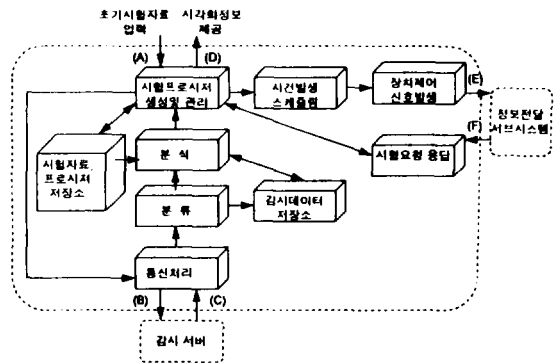 초기시험자료
입력
시각화정보
제공
(A)
(D)
시험프로시져
생성및 관리
사건발생
스케쥴링
장치제어
신호발생
(E)
정보전달
서브시스템
(F)
시험요청 응답
시험자료,
프로시져
저장소
분 석
분 류
감시데이터
저장소
통신처리
(B)
(C)
감시 서버